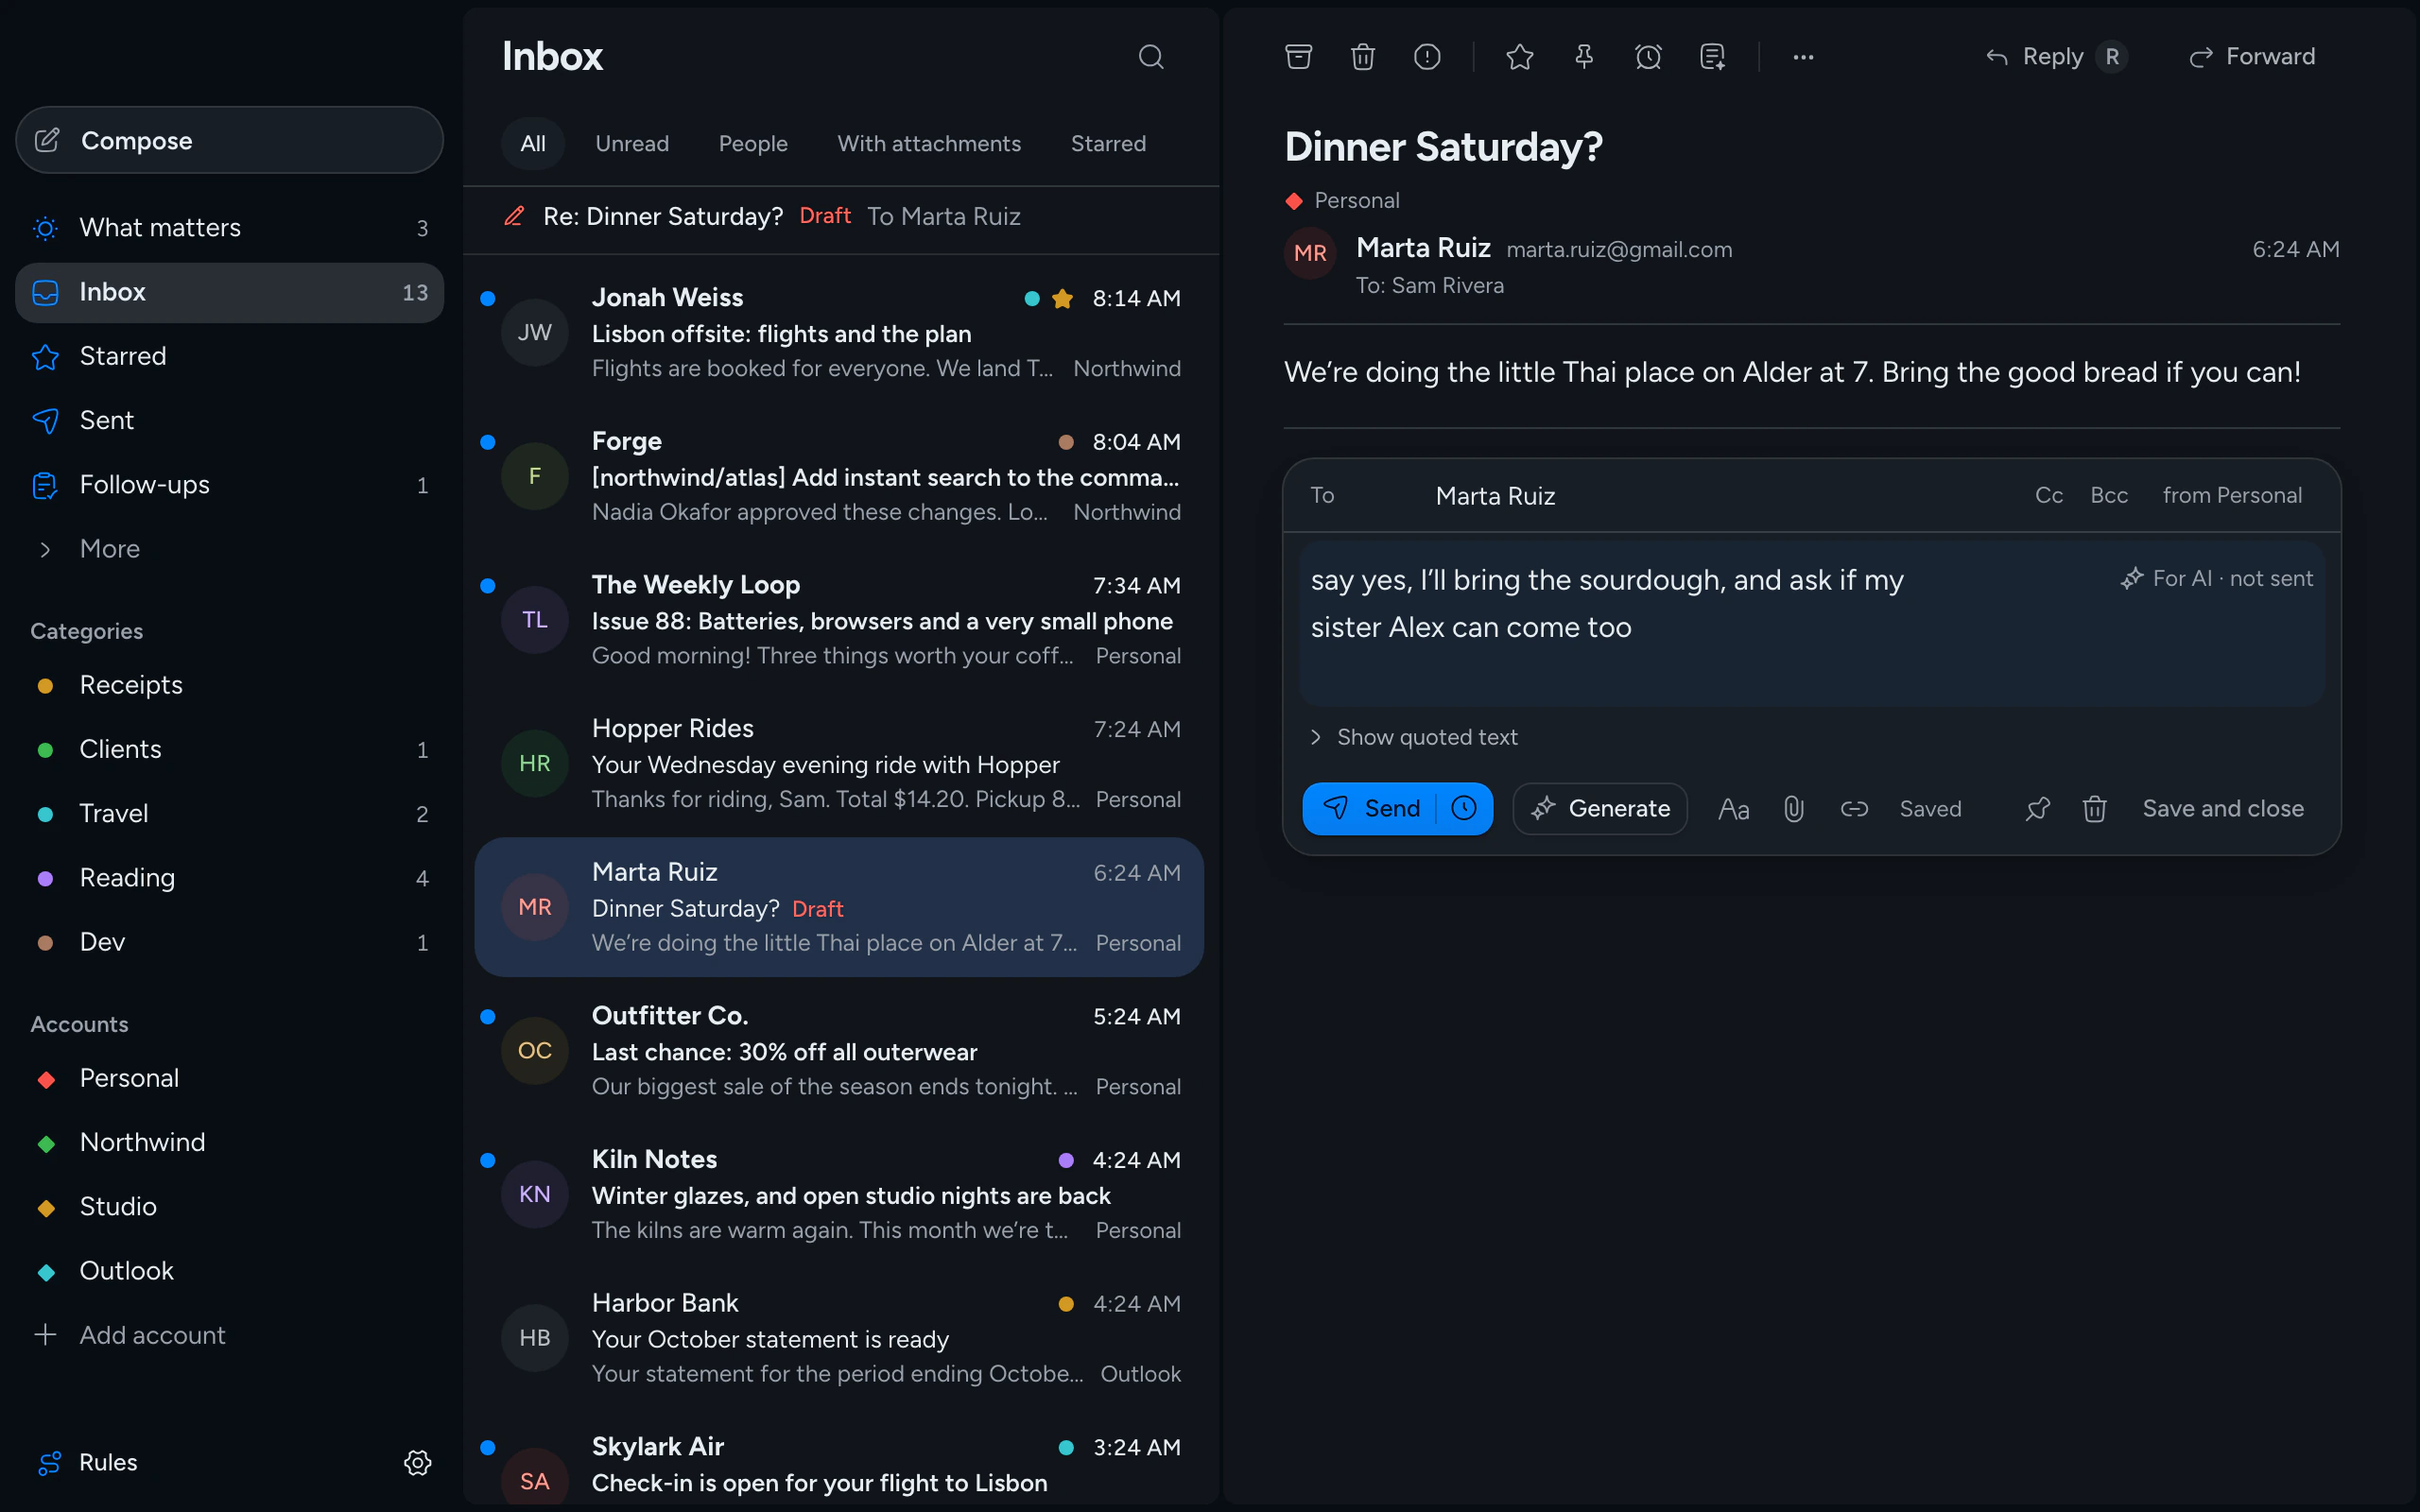 Compose
What matters 3
Inbox 13
Starred
Sent
Follow-ups 1
More
Categories
Receipts
Clients 1
Travel 2
Reading 4
Dev 1
Accounts
Personal
Northwind
Studio
Outlook
Add account
Rules
Inbox
All Unread People With attachments Starred
Re: Dinner Saturday? Draft To Marta Ruiz
JW Jonah Weiss 8:14 AM
Lisbon offsite: flights and the plan
Flights are booked for everyone. We land T... Northwind
F Forge 8:04 AM
[northwind/atlas] Add instant search to the comma...
Nadia Okafor approved these changes. Lo... Northwind
TL The Weekly Loop 7:34 AM
Issue 88: Batteries, browsers and a very small phone
Good morning! Three things worth your coff... Personal
HR Hopper Rides 7:24 AM
Your Wednesday evening ride with Hopper
Thanks for riding, Sam. Total $14.20. Pickup 8... Personal
MR Marta Ruiz 6:24 AM
Dinner Saturday? Draft
We’re doing the little Thai place on Alder at 7... Personal
OC Outfitter Co. 5:24 AM
Last chance: 30% off all outerwear
Our biggest sale of the season ends tonight. ... Personal
KN Kiln Notes 4:24 AM
Winter glazes, and open studio nights are back
The kilns are warm again. This month we’re t... Personal
HB Harbor Bank 4:24 AM
Your October statement is ready
Your statement for the period ending Octobe... Outlook
SA Skylark Air 3:24 AM
Check-in is open for your flight to Lisbon
Reply R Forward
Dinner Saturday?
Personal
MR Marta Ruiz marta.ruiz@gmail.com 6:24 AM
To: Sam Rivera
We’re doing the little Thai place on Alder at 7. Bring the good bread if you can!
To Marta Ruiz Cc Bcc from Personal
say yes, I’ll bring the sourdough, and ask if my
sister Alex can come too
For AI · not sent
Show quoted text
Send Generate Aa Saved Save and close